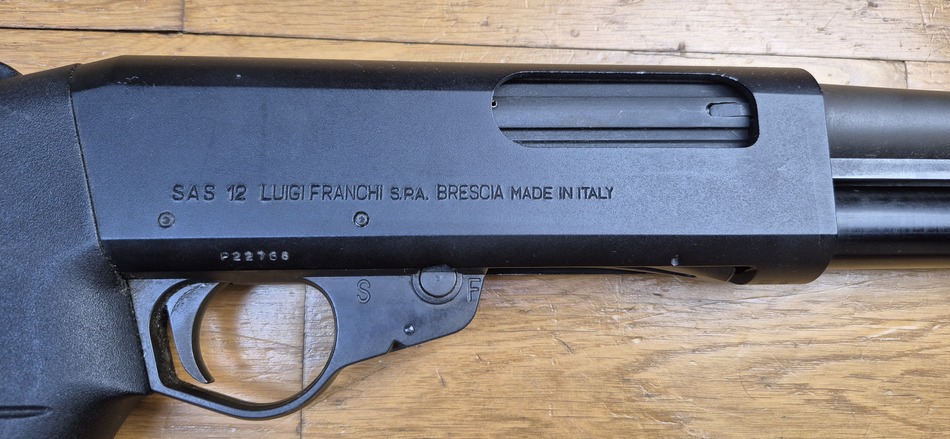 SAS 12 LUIGI FRANCHI S.P.A. BRESCIA MADE IN ITALY
P22768
S F